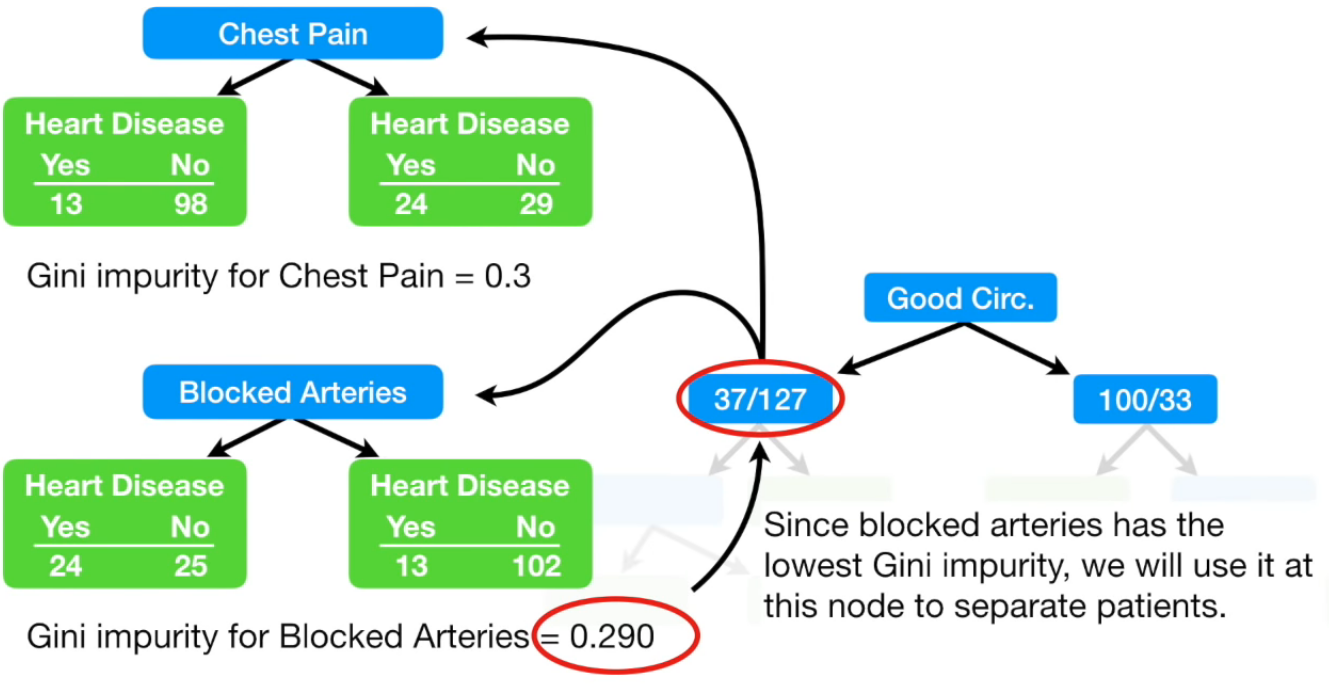 Chest Pain
Heart Disease
Yes No
13 98
Heart Disease
Yes No
24 29
Gini impurity for Chest Pain = 0.3
Good Circ.
37/127
100/33
Blocked Arteries
Heart Disease
Yes No
24 25
Heart Disease
Yes No
13 102
Gini impurity for Blocked Arteries = 0.290
Since blocked arteries has the
lowest Gini impurity, we will use it at
this node to separate patients.